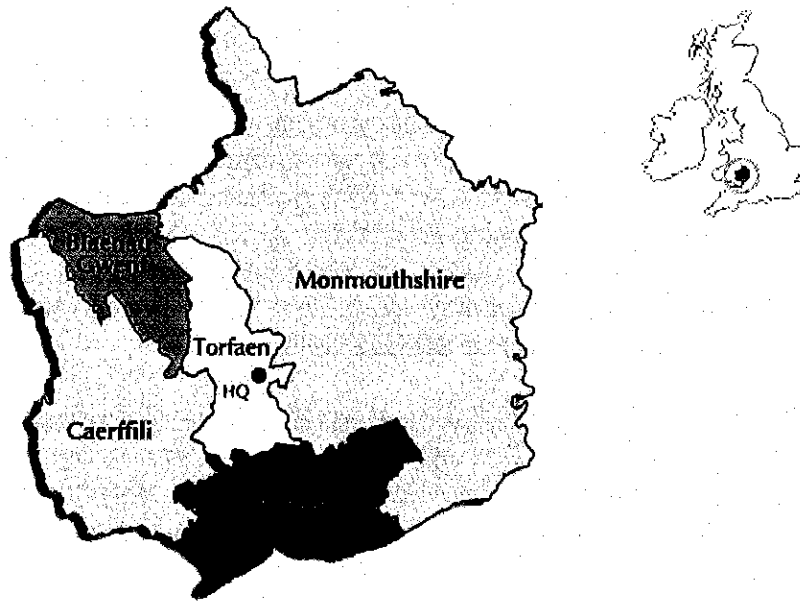 Blaenau
Gwent
Monmouthshire
Torfaen
HQ
Caerffili